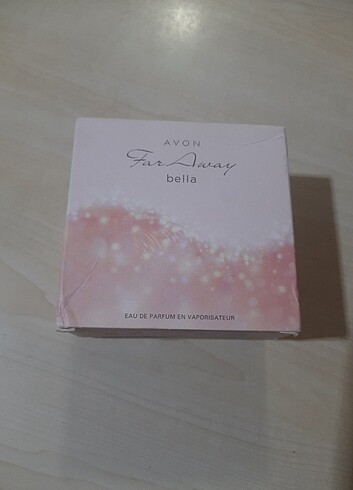 AVON
Far Away
bella
EAU DE PARFUM EN VAPORISATEUR